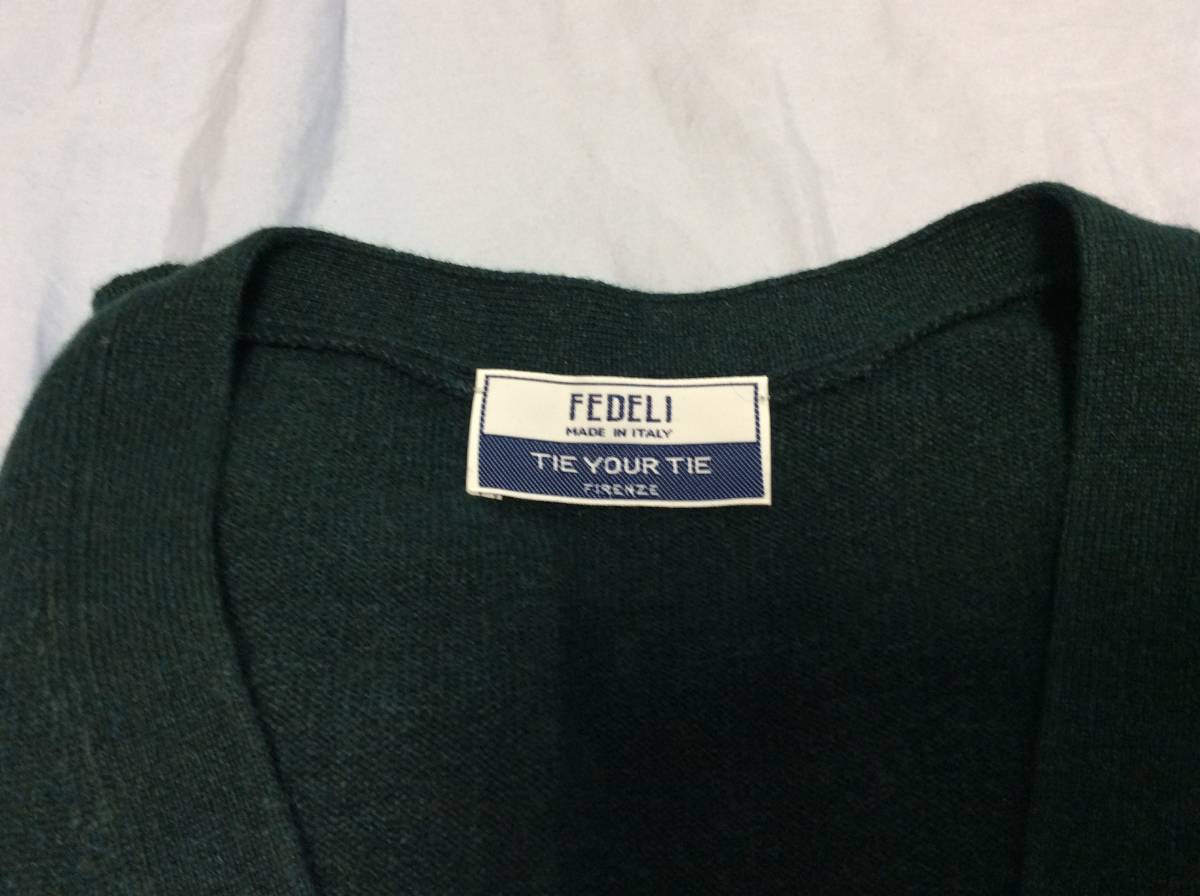 FEDELI
MADE IN ITALY
TIE YOUR TIE
FIRENZE